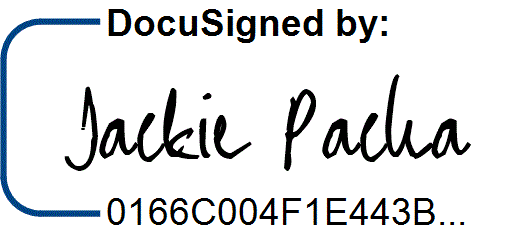 DocuSigned by:
Jackie Pacha
0166C004F1E443B...